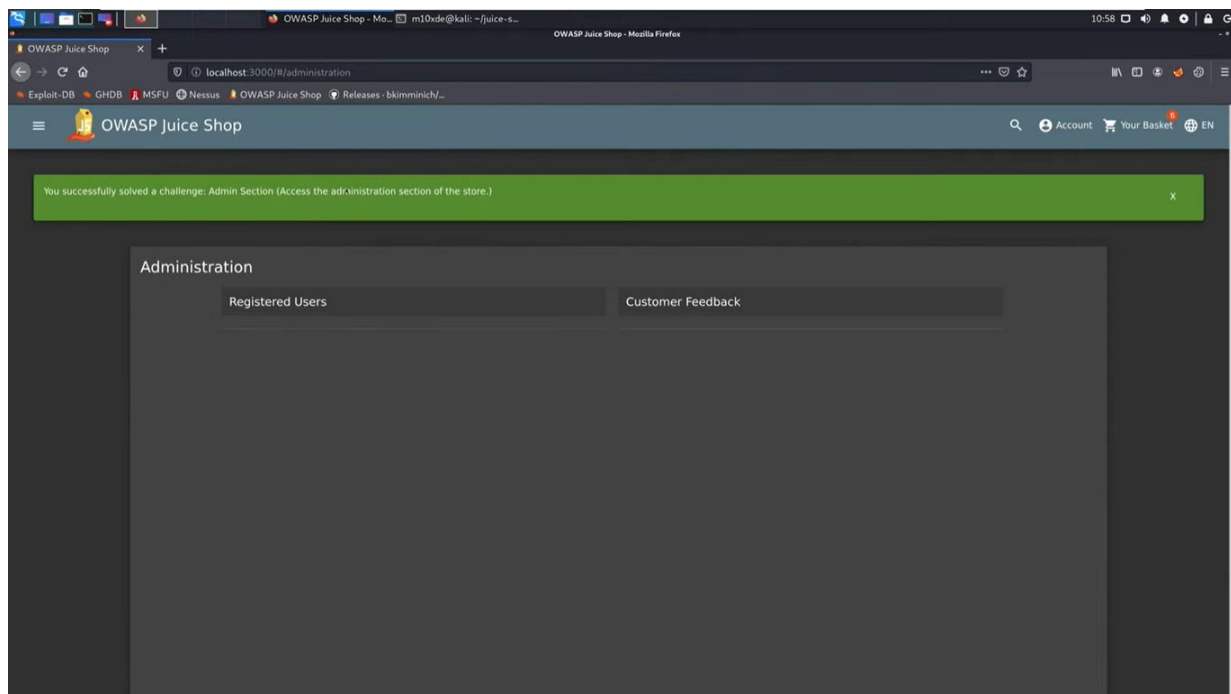 OWASP Juice Shop - Mo...
m10xde@kali: ~/juice-s...
10:58
OWASP Juice Shop - Mozilla Firefox
OWASP Juice Shop
localhost:3000/#/administration
Exploit-DB
GHDB
MSFU
Nessus
OWASP Juice Shop
Releases · bkimminich/...
OWASP Juice Shop
Account
Your Basket
6
EN
You successfully solved a challenge: Admin Section (Access the administration section of the store.)
X
Administration
Registered Users
Customer Feedback